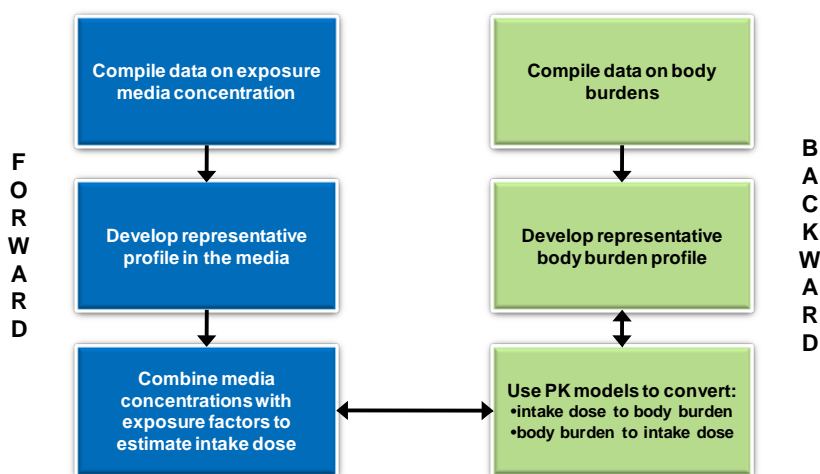 FORWARD
Compile data on exposure
media concentration
Develop representative
profile in the media
Combine media
concentrations with
exposure factors to
estimate intake dose
Compile data on body
burdens
Develop representative
body burden profile
Use PK models to convert:
•intake dose to body burden
•body burden to intake dose
BACKWARD